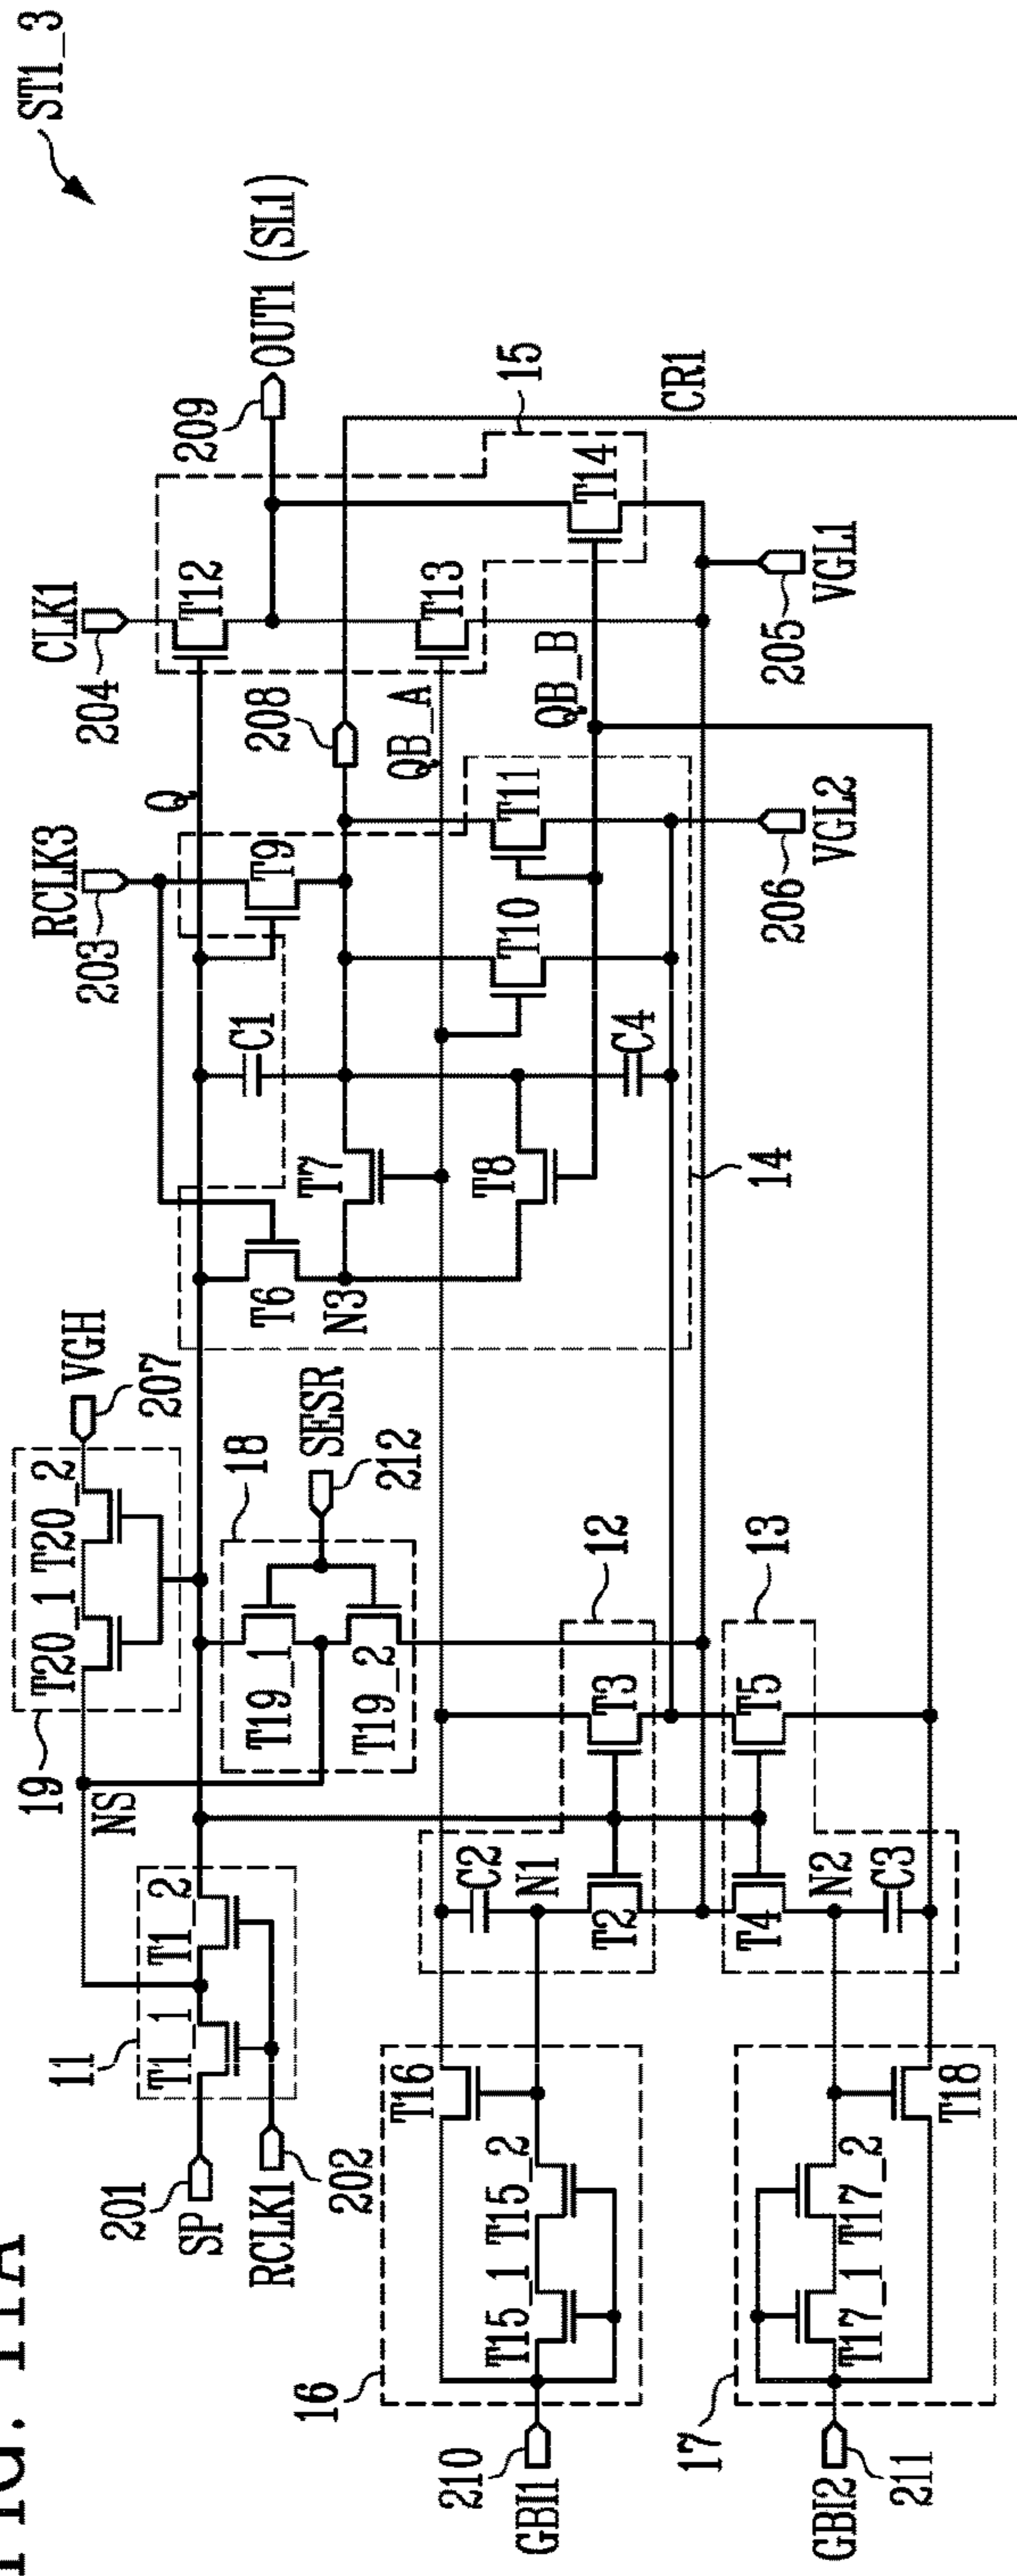 FIG. 11A
ST1_3
19
T20_1
T20_2
VGH
207
NS
RCLK3
203
CLK1
204
11
T1_1
T1_2
201
SP
RCLK1
202
18
T19_1
T19_2
SESR
212
Q
T6
T9
T12
209
OUT1 (SL1)
C1
N3
T7
208
QB_A
T13
16
T16
T15_1
T15_2
210
GBI1
C2
N1
T2
T3
12
T8
T10
T11
C4
QB_B
T14
15
CR1
14
VGL2
206
VGL1
205
17
T17_1
T17_2
T18
GBI2
211
T4
T5
13
N2
C3